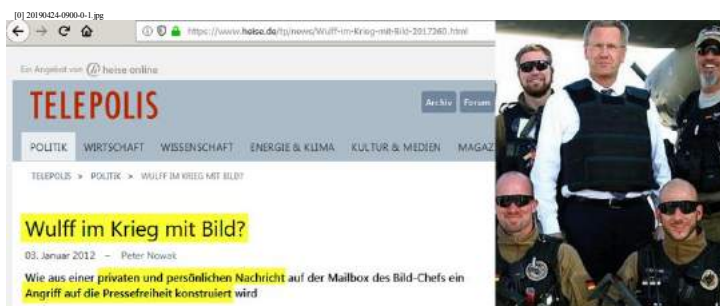 [0] 20190424-0900-0-1.jpg
https://www.heise.de/tp/news/Wulff-im-Krieg-mit-Bild-2017260.html
Ein Angebot von heise online
TELEPOLIS
Archiv Forum
POLITIK WIRTSCHAFT WISSENSCHAFT ENERGIE & KLIMA KULTUR & MEDIEN MAGAZ
TELEPOLIS > POLITIK > WULFF IM KRIEG MIT BILD?
Wulff im Krieg mit Bild?
03. Januar 2012 – Peter Nowak
Wie aus einer privaten und persönlichen Nachricht auf der Mailbox des Bild-Chefs ein
Angriff auf die Pressefreiheit konstruiert wird